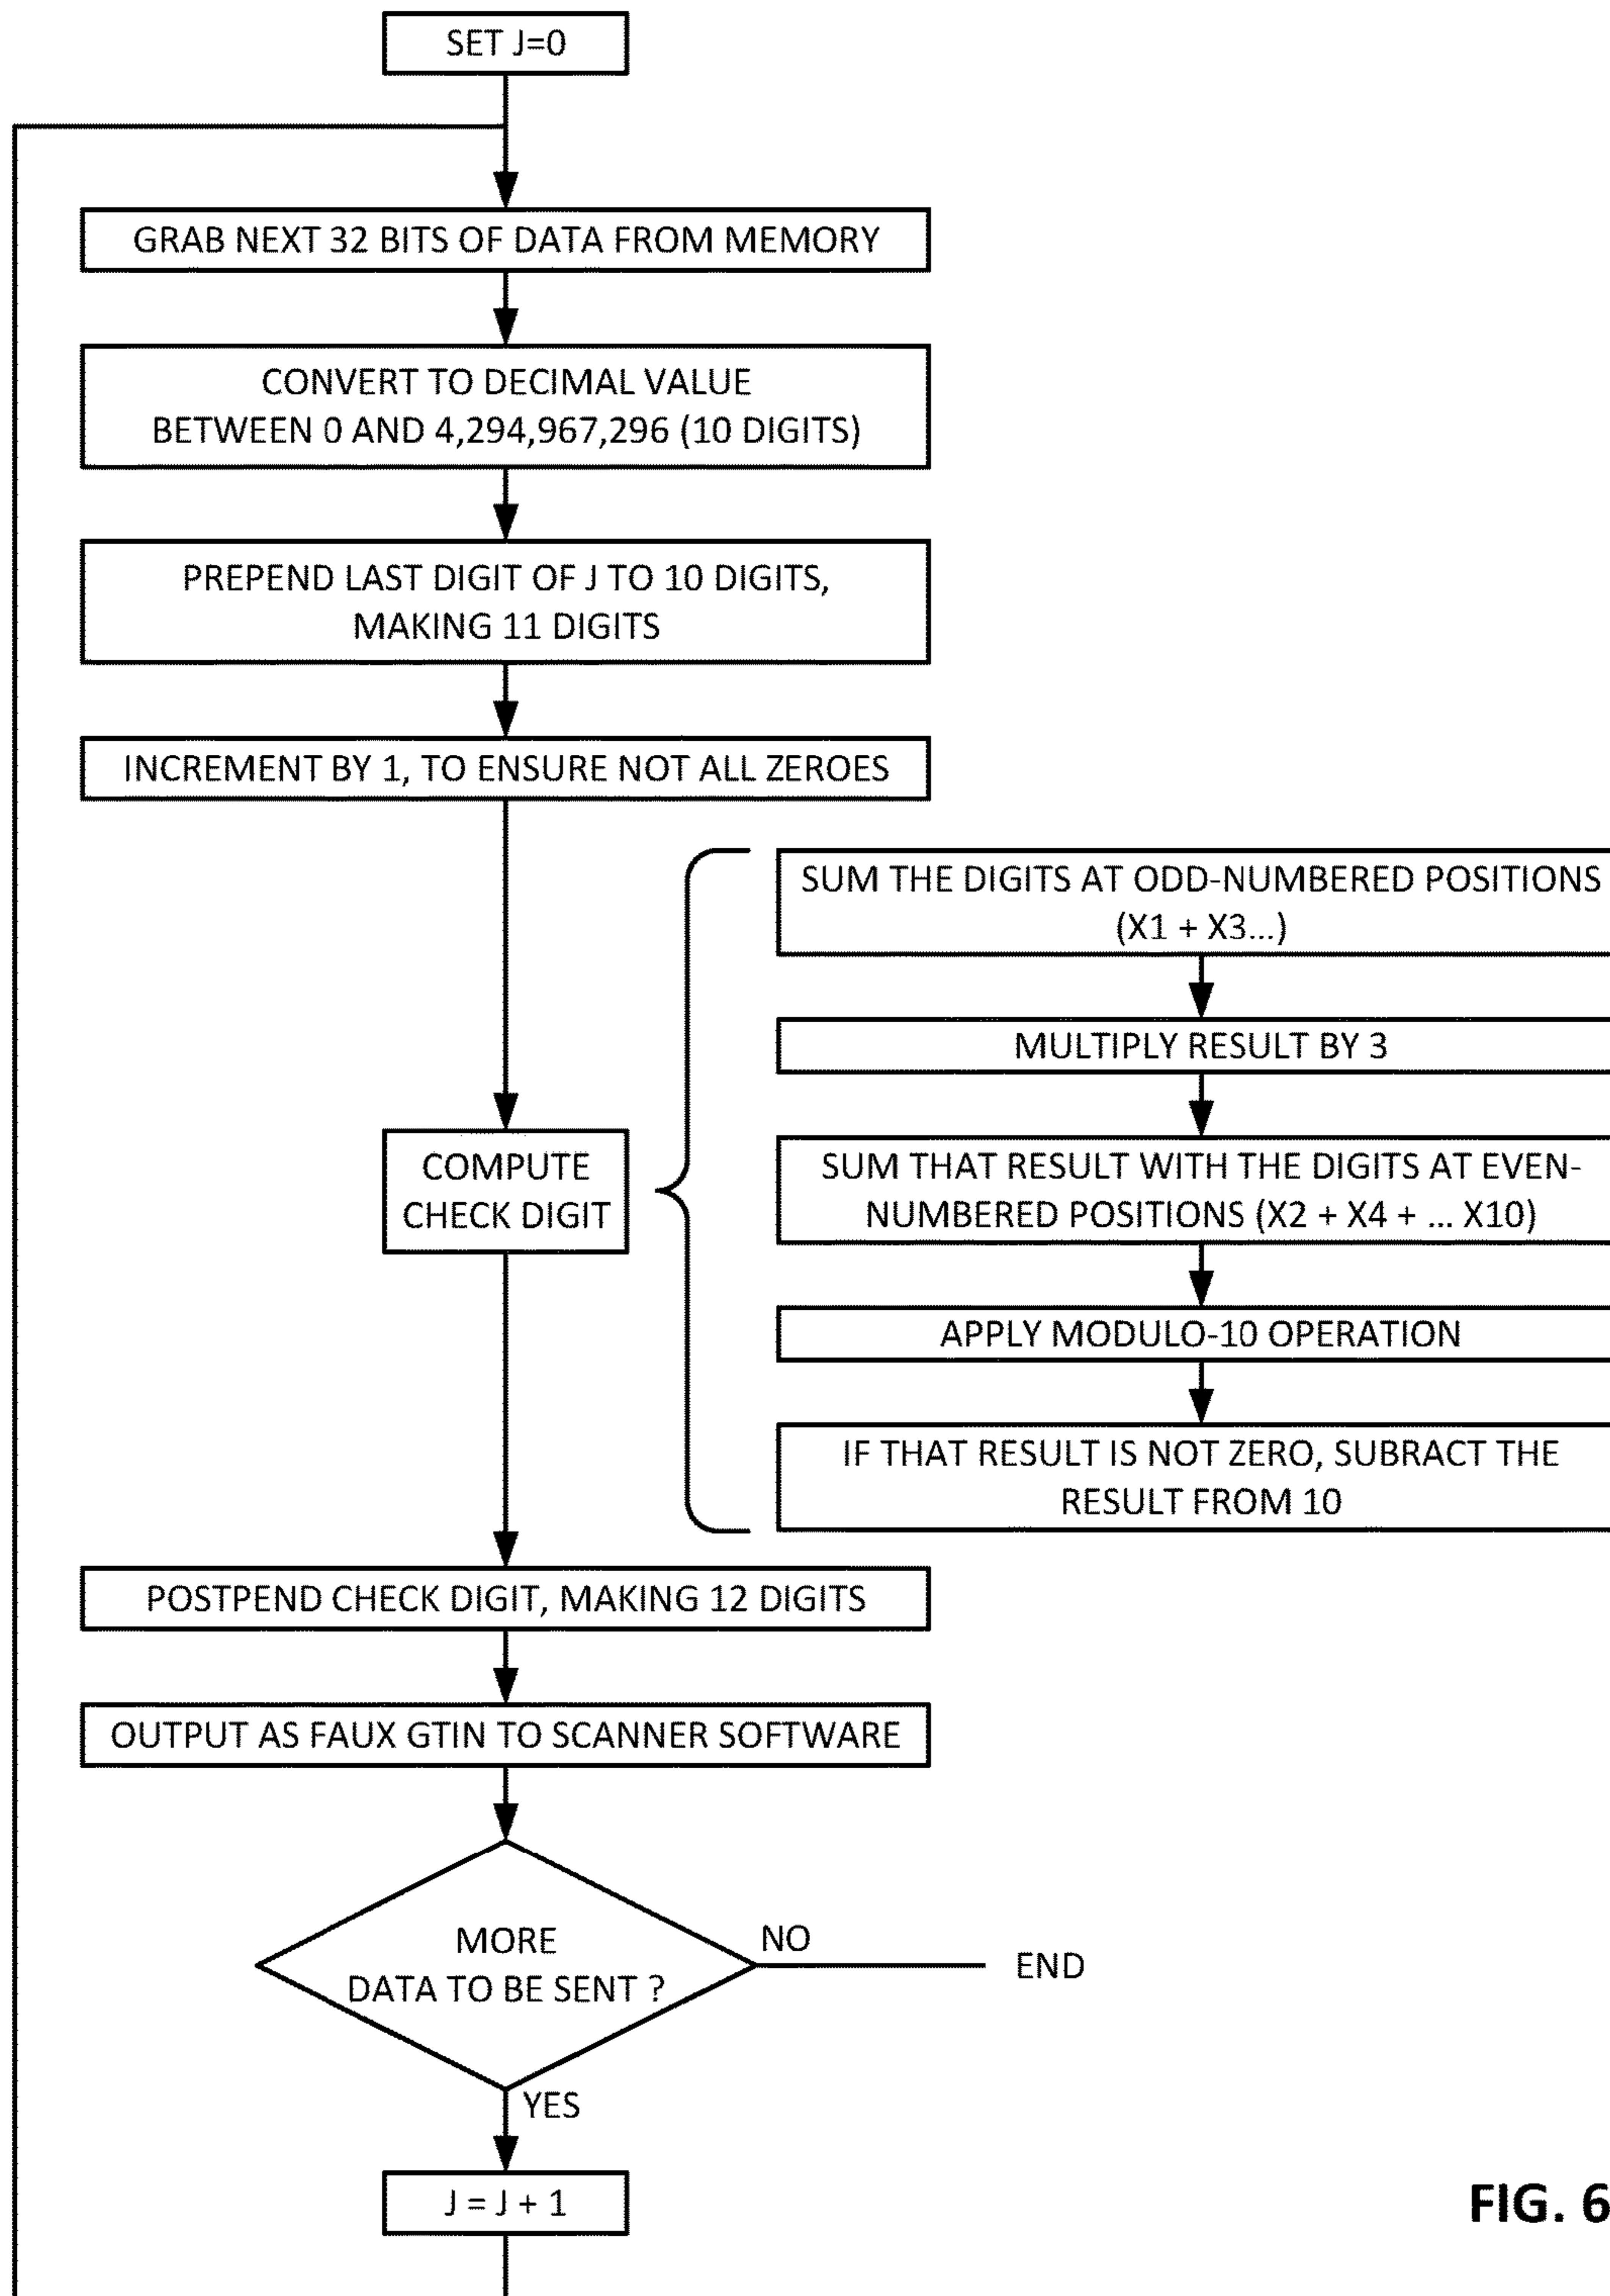 SET J=0
GRAB NEXT 32 BITS OF DATA FROM MEMORY
CONVERT TO DECIMAL VALUE
BETWEEN 0 AND 4,294,967,296 (10 DIGITS)
PREPEND LAST DIGIT OF J TO 10 DIGITS,
MAKING 11 DIGITS
INCREMENT BY 1, TO ENSURE NOT ALL ZEROES
COMPUTE
CHECK DIGIT
SUM THE DIGITS AT ODD-NUMBERED POSITIONS
(X1 + X3...)
MULTIPLY RESULT BY 3
SUM THAT RESULT WITH THE DIGITS AT EVEN-
NUMBERED POSITIONS (X2 + X4 + ... X10)
APPLY MODULO-10 OPERATION
IF THAT RESULT IS NOT ZERO, SUBRACT THE
RESULT FROM 10
POSTPEND CHECK DIGIT, MAKING 12 DIGITS
OUTPUT AS FAUX GTIN TO SCANNER SOFTWARE
MORE
DATA TO BE SENT ?
NO
END
YES
J = J + 1
FIG. 6